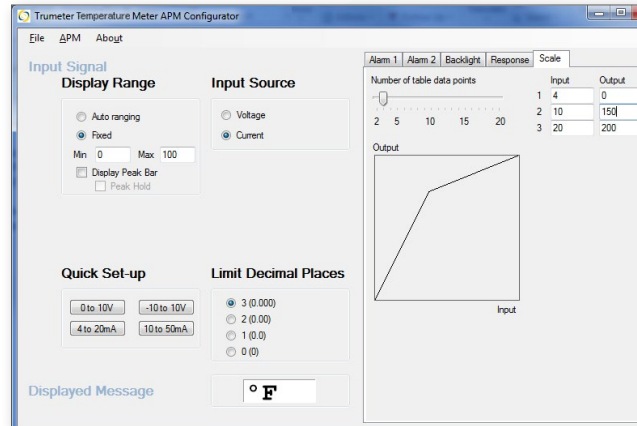 Trumeter Temperature Meter APM Configurator
File APM About
Input Signal
Display Range
Auto ranging
Fixed
Min 0 Max 100
Display Peak Bar
Peak Hold
Input Source
Voltage
Current
Quick Set-up
0 to 10V -10 to 10V
4 to 20mA 10 to 50mA
Limit Decimal Places
3 (0.000)
2 (0.00)
1 (0.0)
0 (0)
Displayed Message
°F
Alarm 1 Alarm 2 Backlight Response Scale
Number of table data points
2 5 10 15 20
Input Output
1 4 0
2 10 150
3 20 200
Output
Input